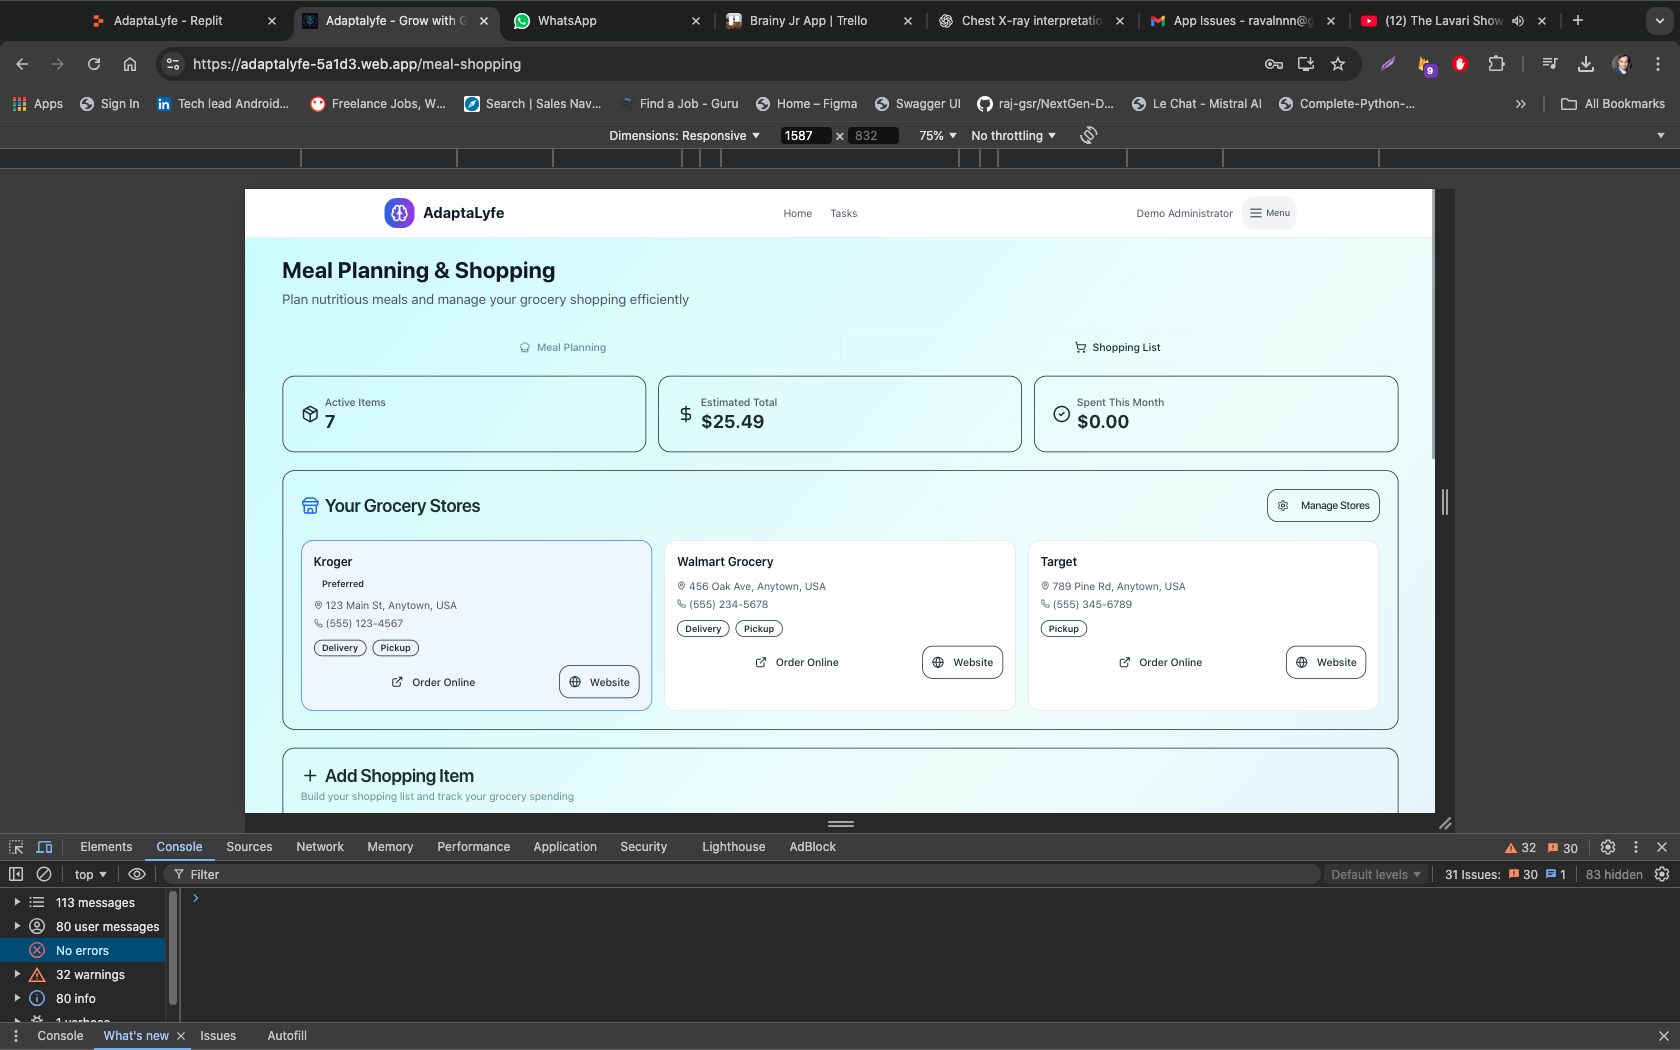 AdaptaLyfe - Replit
Adaptalyfe - Grow with G
WhatsApp
Brainy Jr App | Trello
Chest X-ray interpretatio
App Issues - ravalnnn@g
(12) The Lavari Show
https://adaptalyfe-5a1d3.web.app/meal-shopping
9
Apps
Sign In
Tech lead Android...
Freelance Jobs, W...
Search | Sales Nav...
Find a Job - Guru
Home – Figma
Swagger UI
raj-gsr/NextGen-D...
Le Chat - Mistral AI
Complete-Python-...
»
All Bookmarks
Dimensions: Responsive
1587 × 832
75%
No throttling
AdaptaLyfe
Home
Tasks
Demo Administrator
Menu
Meal Planning & Shopping
Plan nutritious meals and manage your grocery shopping efficiently
Meal Planning
Shopping List
Active Items
7
Estimated Total
$25.49
Spent This Month
$0.00
Your Grocery Stores
Manage Stores
Kroger
Preferred
123 Main St, Anytown, USA
(555) 123-4567
Delivery
Pickup
Order Online
Website
Walmart Grocery
456 Oak Ave, Anytown, USA
(555) 234-5678
Delivery
Pickup
Order Online
Website
Target
789 Pine Rd, Anytown, USA
(555) 345-6789
Pickup
Order Online
Website
+ Add Shopping Item
Build your shopping list and track your grocery spending
Elements
Console
Sources
Network
Memory
Performance
Application
Security
Lighthouse
AdBlock
32
30
top
Filter
Default levels
31 Issues: 30 1
83 hidden
113 messages
80 user messages
No errors
32 warnings
80 info
1 verbose
Console
What's new
Issues
Autofill